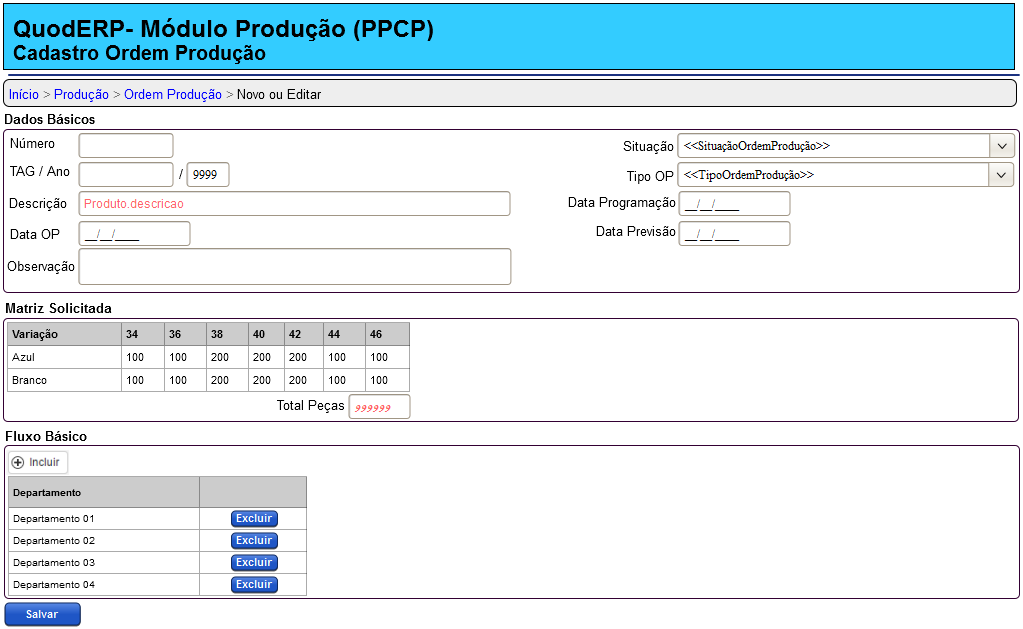 QuodERP- Módulo Produção (PPCP)
Cadastro Ordem Produção
Início > Produção > Ordem Produção > Novo ou Editar
Dados Básicos
Número
Situação <<SituaçãoOrdemProdução>>
TAG / Ano / 9999
Tipo OP <<TipoOrdemProdução>>
Descrição Produto.descricao
Data Programação __/__/____
Data OP __/__/____
Data Previsão __/__/____
Observação
Matriz Solicitada
Variação 34 36 38 40 42 44 46
Azul 100 100 200 200 200 100 100
Branco 100 100 200 200 200 100 100
Total Peças 999999
Fluxo Básico
Incluir
Departamento
Departamento 01 Excluir
Departamento 02 Excluir
Departamento 03 Excluir
Departamento 04 Excluir
Salvar